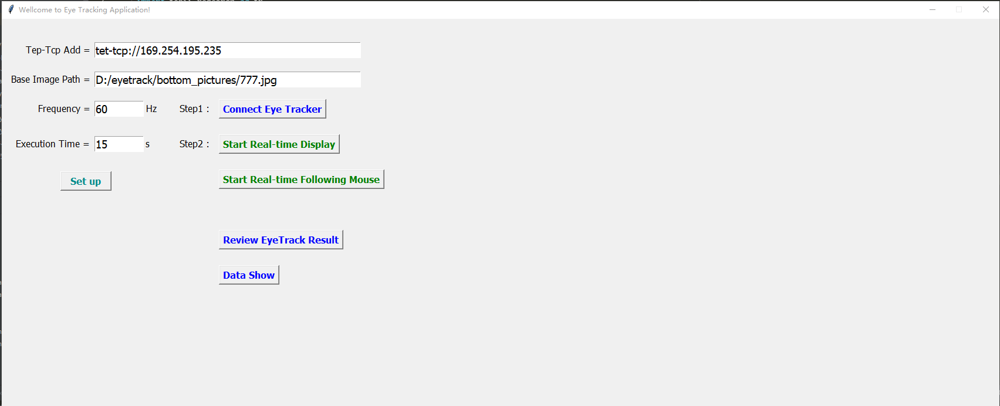 Wellcome to Eye Tracking Application!
Tep-Tcp Add = tet-tcp://169.254.195.235
Base Image Path = D:/eyetrack/bottom_pictures/777.jpg
Frequency = 60 Hz Step1 : Connect Eye Tracker
Execution Time = 15 s Step2 : Start Real-time Display
Set up Start Real-time Following Mouse
Review EyeTrack Result
Data Show